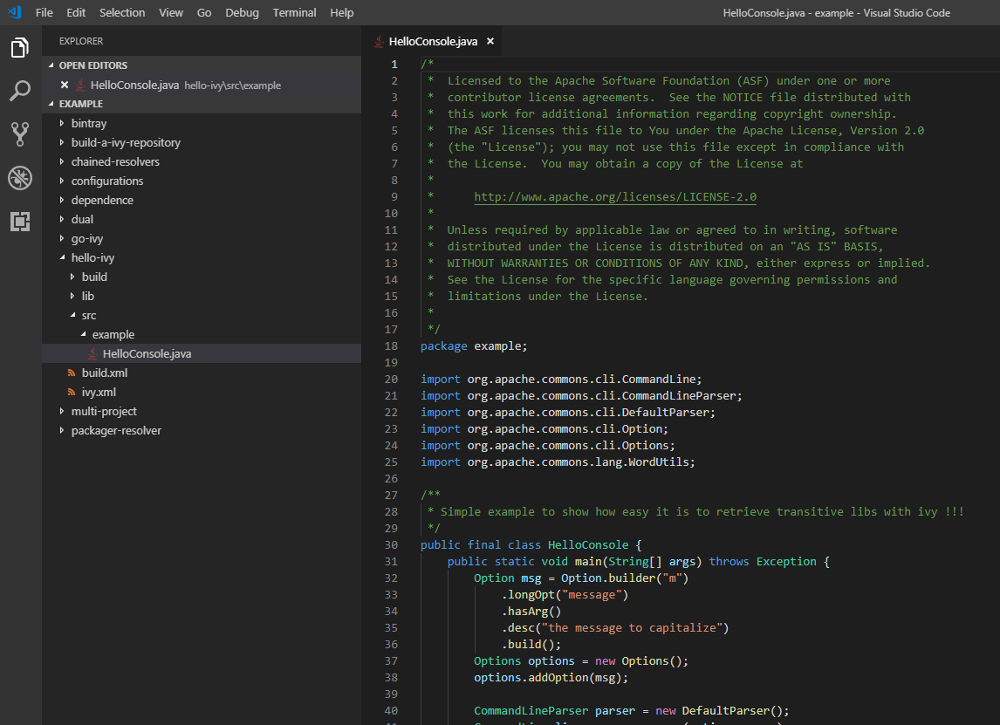 File Edit Selection View Go Debug Terminal Help HelloConsole.java - example - Visual Studio Code
EXPLORER
OPEN EDITORS
HelloConsole.java hello-ivy\src\example
EXAMPLE
bintray
build-a-ivy-repository
chained-resolvers
configurations
dependence
dual
go-ivy
hello-ivy
build
lib
src
example
HelloConsole.java
build.xml
ivy.xml
multi-project
packager-resolver
HelloConsole.java
1 /*
2 * Licensed to the Apache Software Foundation (ASF) under one or more
3 * contributor license agreements. See the NOTICE file distributed with
4 * this work for additional information regarding copyright ownership.
5 * The ASF licenses this file to You under the Apache License, Version 2.0
6 * (the "License"); you may not use this file except in compliance with
7 * the License. You may obtain a copy of the License at
8 *
9 * http://www.apache.org/licenses/LICENSE-2.0
10 *
11 * Unless required by applicable law or agreed to in writing, software
12 * distributed under the License is distributed on an "AS IS" BASIS,
13 * WITHOUT WARRANTIES OR CONDITIONS OF ANY KIND, either express or implied.
14 * See the License for the specific language governing permissions and
15 * limitations under the License.
16 *
17 */
18 package example;
19
20 import org.apache.commons.cli.CommandLine;
21 import org.apache.commons.cli.CommandLineParser;
22 import org.apache.commons.cli.DefaultParser;
23 import org.apache.commons.cli.Option;
24 import org.apache.commons.cli.Options;
25 import org.apache.commons.lang.WordUtils;
26
27 /**
28 * Simple example to show how easy it is to retrieve transitive libs with ivy !!!
29 */
30 public final class HelloConsole {
31 public static void main(String[] args) throws Exception {
32 Option msg = Option.builder("m")
33 .longOpt("message")
34 .hasArg()
35 .desc("the message to capitalize")
36 .build();
37 Options options = new Options();
38 options.addOption(msg);
39
40 CommandLineParser parser = new DefaultParser();